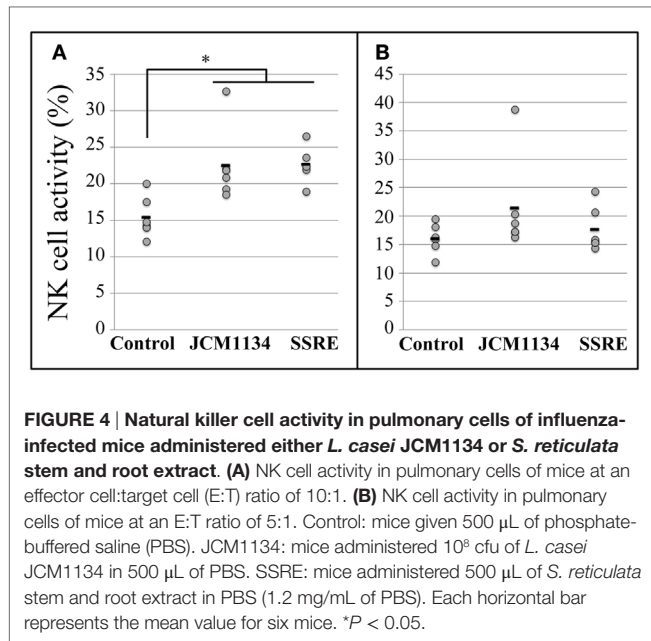 A
B
*
NK cell activity (%)
35
30
25
20
15
10
5
0
Control JCM1134 SSRE
45
40
35
30
25
20
15
10
5
0
Control JCM1134 SSRE
FIGURE 4 | Natural killer cell activity in pulmonary cells of influenza-
infected mice administered either L. casei JCM1134 or S. reticulata
stem and root extract. (A) NK cell activity in pulmonary cells of mice at an
effector cell:target cell (E:T) ratio of 10:1. (B) NK cell activity in pulmonary
cells of mice at an E:T ratio of 5:1. Control: mice given 500 μL of phosphate-
buffered saline (PBS). JCM1134: mice administered 10⁸ cfu of L. casei
JCM1134 in 500 μL of PBS. SSRE: mice administered 500 μL of S. reticulata
stem and root extract in PBS (1.2 mg/mL of PBS). Each horizontal bar
represents the mean value for six mice. *P < 0.05.